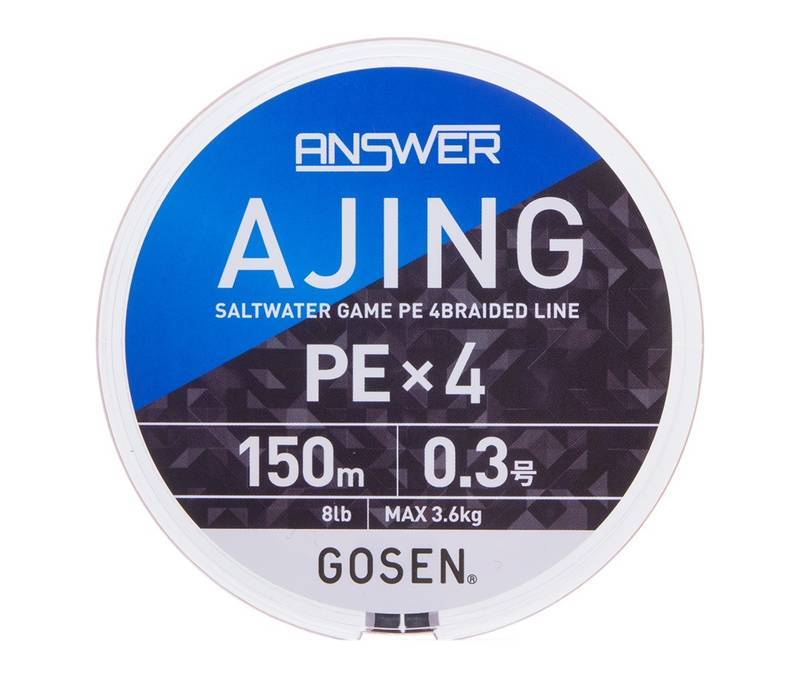 ANSWER
AJING
SALTWATER GAME PE 4BRAIDED LINE
PE×4
150m 0.3号
8lb MAX 3.6kg
GOSEN®